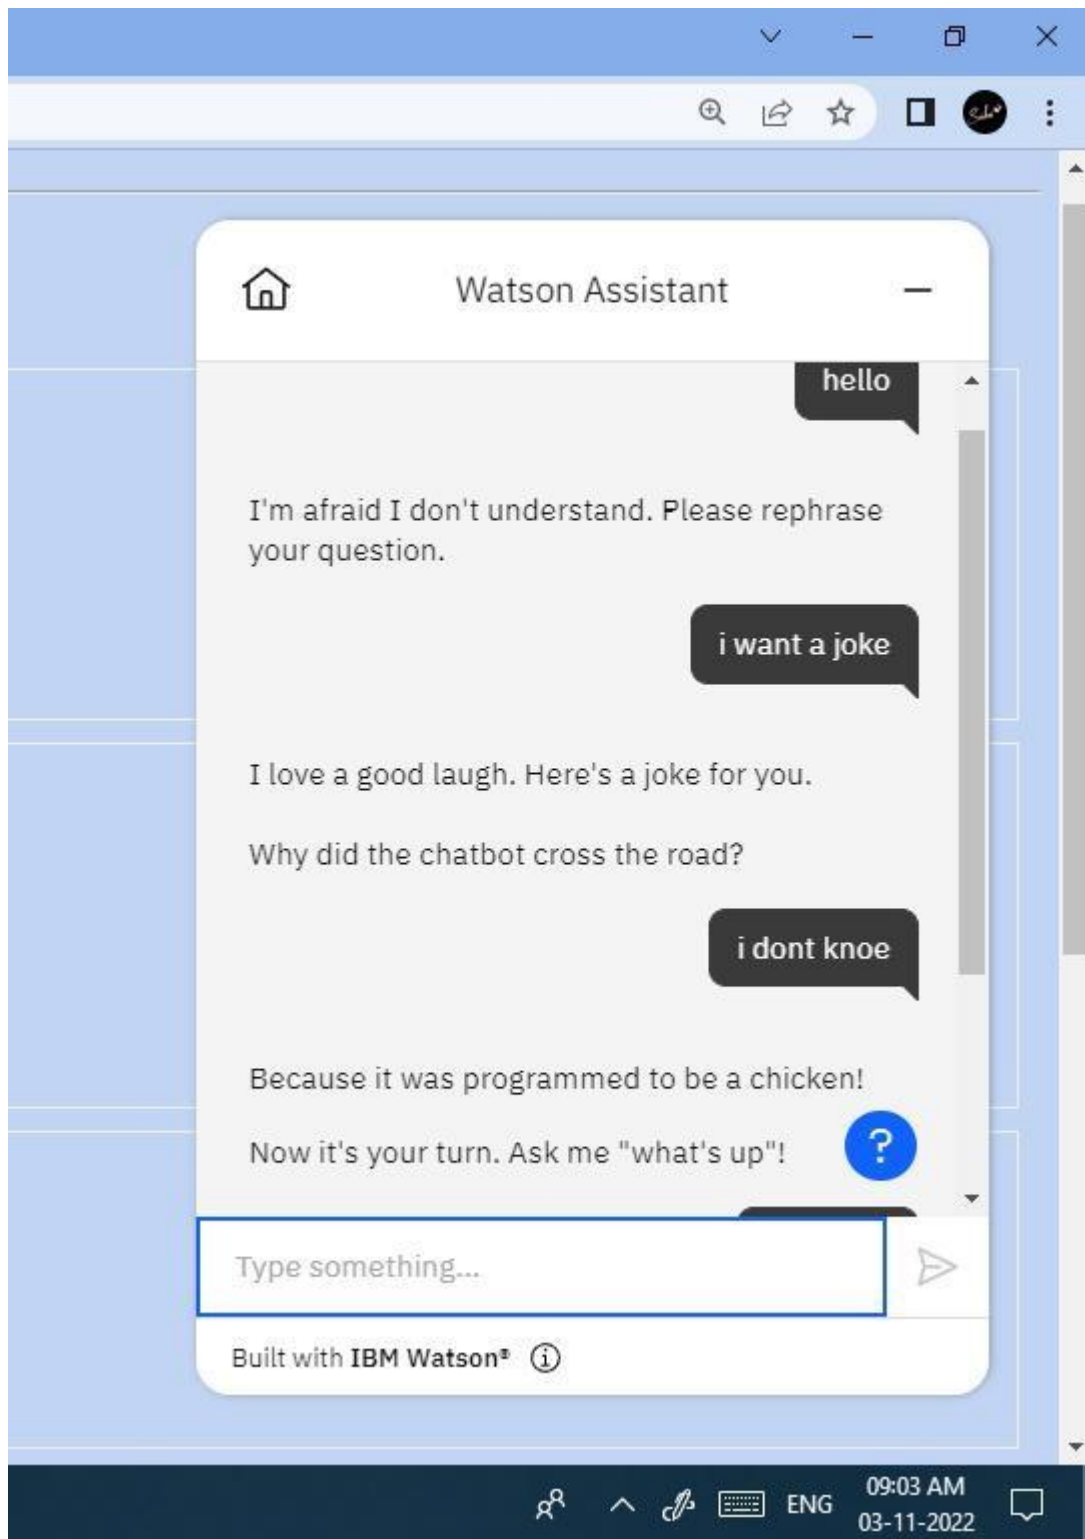 Watson Assistant
hello
I'm afraid I don't understand. Please rephrase
your question.
i want a joke
I love a good laugh. Here's a joke for you.
Why did the chatbot cross the road?
i dont knoe
Because it was programmed to be a chicken!
Now it's your turn. Ask me "what's up"!
?
Type something...
Built with IBM Watson®
ENG
09:03 AM
03-11-2022